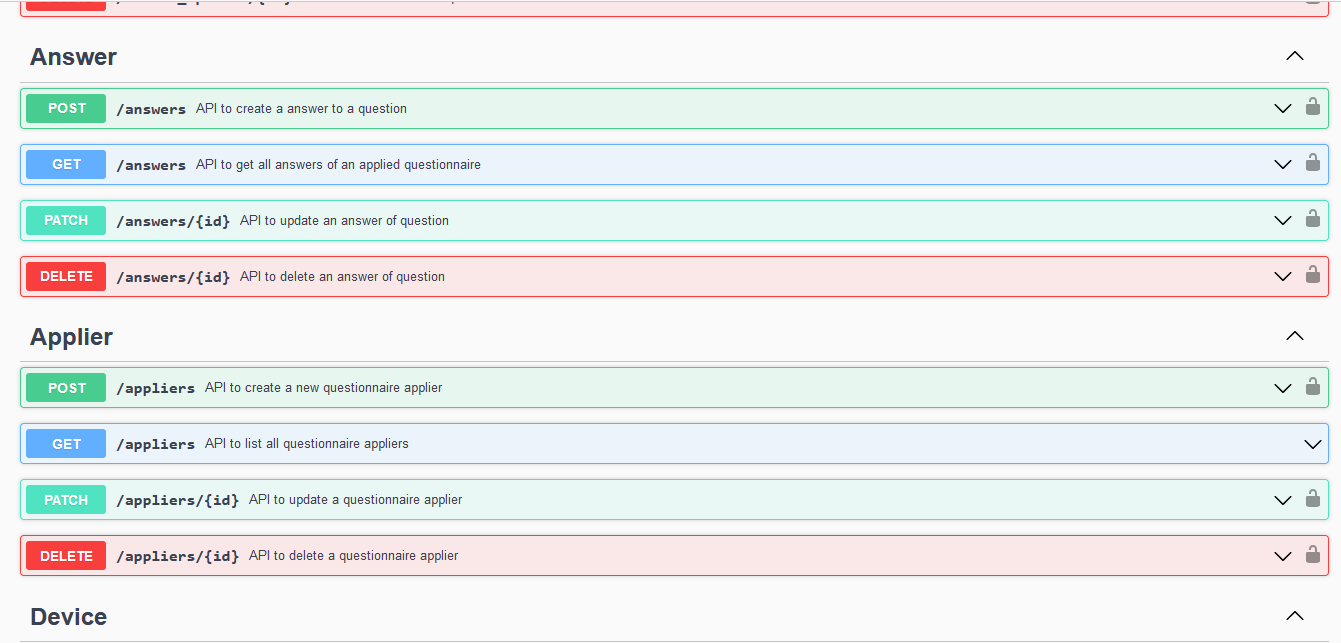 Answer
POST /answers API to create a answer to a question
GET /answers API to get all answers of an applied questionnaire
PATCH /answers/{id} API to update an answer of question
DELETE /answers/{id} API to delete an answer of question
Applier
POST /appliers API to create a new questionnaire applier
GET /appliers API to list all questionnaire appliers
PATCH /appliers/{id} API to update a questionnaire applier
DELETE /appliers/{id} API to delete a questionnaire applier
Device